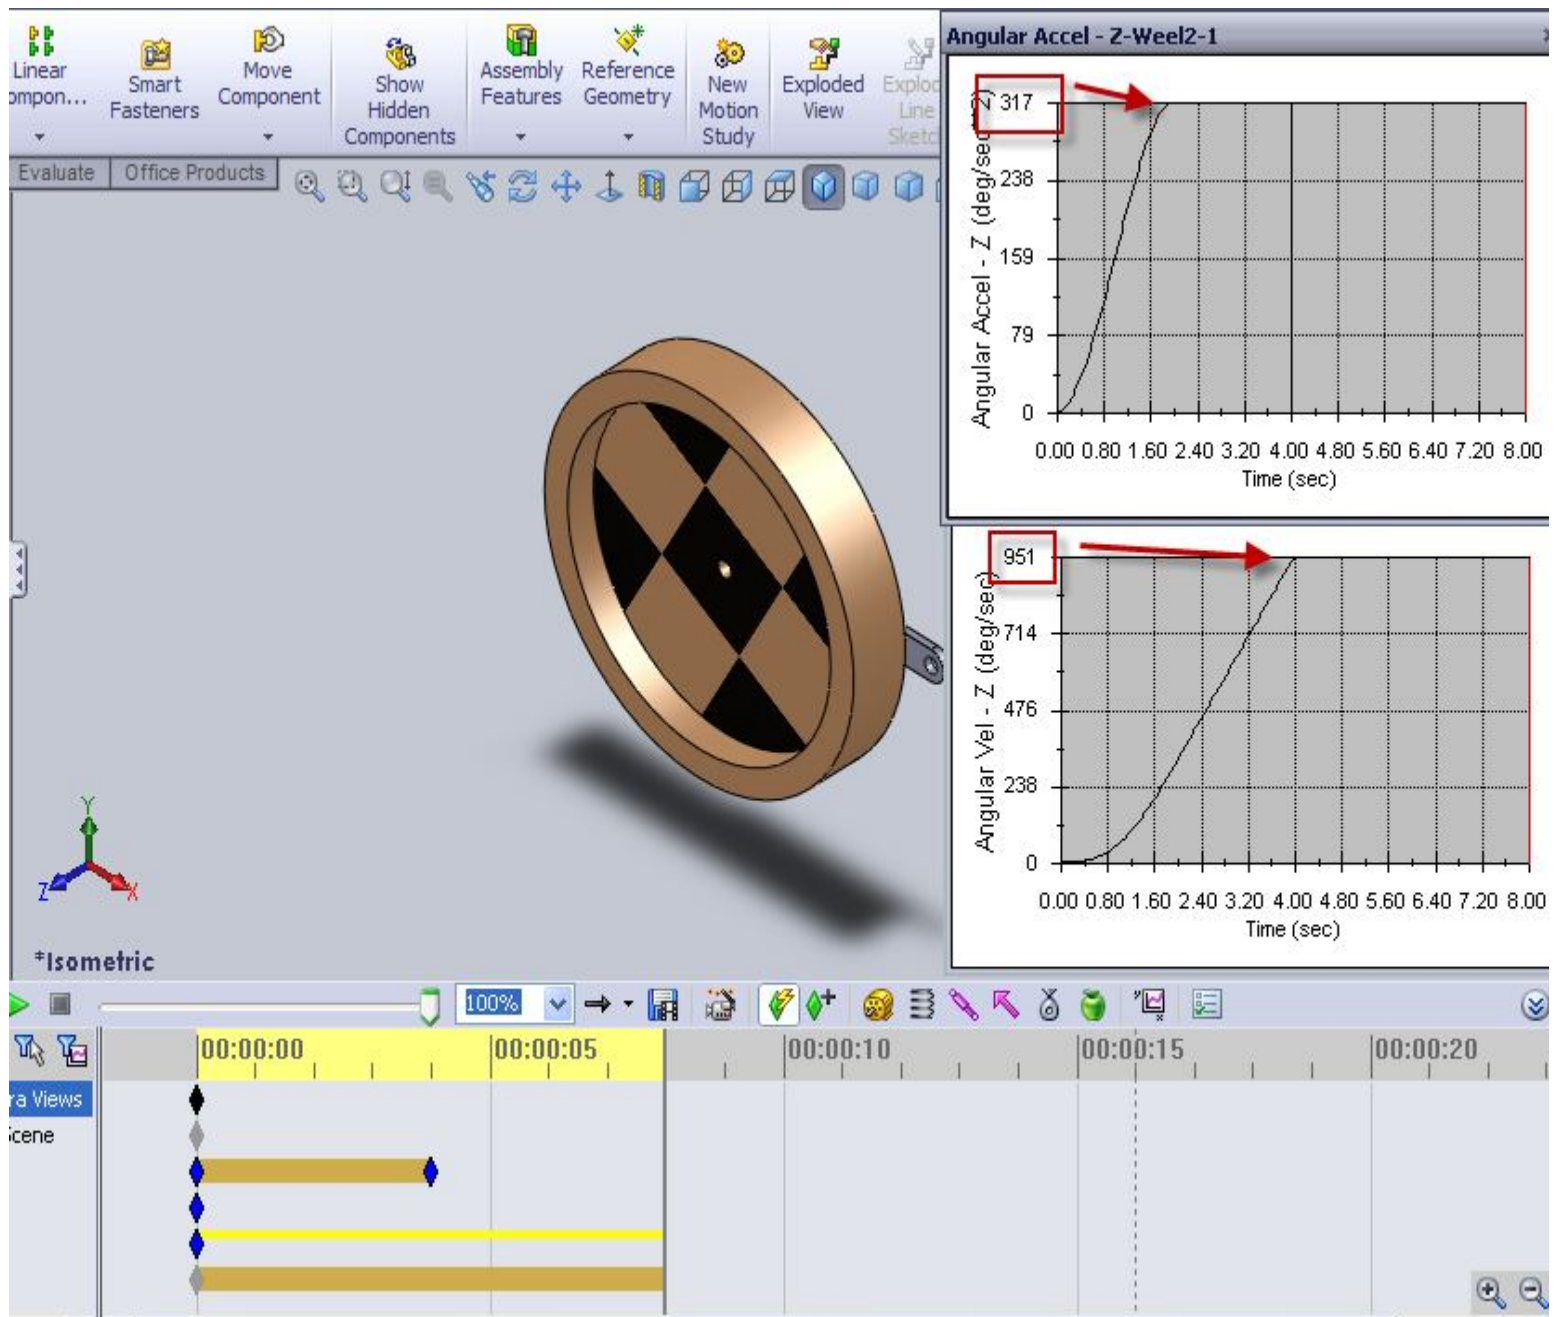 Linear
Smart
Fasteners
Move
Component
Show
Hidden
Components
Assembly
Features
Reference
Geometry
New
Motion
Study
Exploded
View
Line
Evaluate
Office Products
*Isometric
Y
Z
X
Angular Accel - Z-Weel2-1
Angular Accel - Z (deg/sec
317
238
159
79
0
0.00 0.80 1.60 2.40 3.20 4.00 4.80 5.60 6.40 7.20 8.00
Time (sec)
Angular Vel - Z (deg/sec)
951
714
476
238
0
0.00 0.80 1.60 2.40 3.20 4.00 4.80 5.60 6.40 7.20 8.00
Time (sec)
100%
00:00:00 00:00:05 00:00:10 00:00:15 00:00:20
ra Views
cene